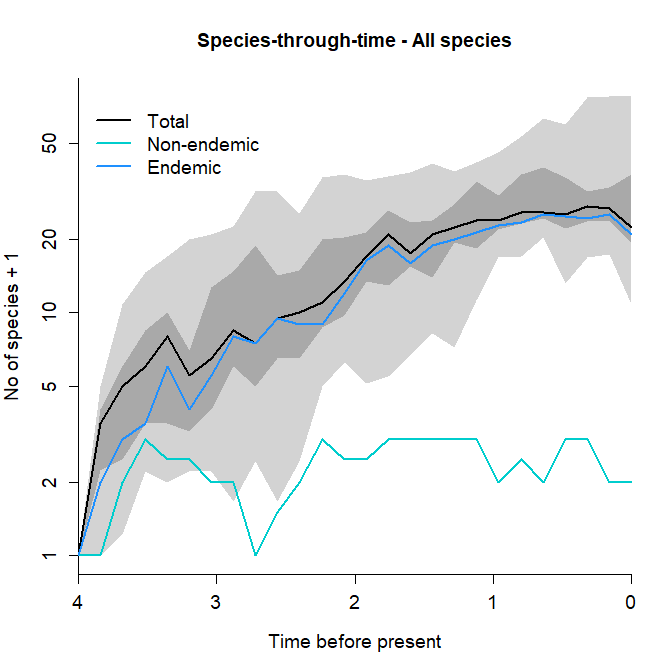 Species-through-time - All species
Total
Non-endemic
Endemic
No of species + 1
50
20
10
5
2
1
4 3 2 1 0
Time before present